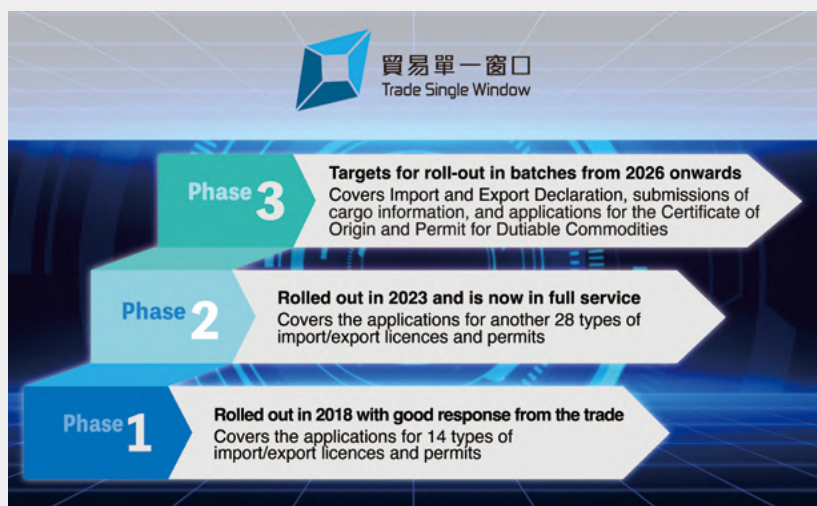 貿易單一窗口
Trade Single Window
Phase 3
Targets for roll-out in batches from 2026 onwards
Covers Import and Export Declaration, submissions of
cargo information, and applications for the Certificate of
Origin and Permit for Dutiable Commodities
Phase 2
Rolled out in 2023 and is now in full service
Covers the applications for another 28 types of
import/export licences and permits
Phase 1
Rolled out in 2018 with good response from the trade
Covers the applications for 14 types of
import/export licences and permits